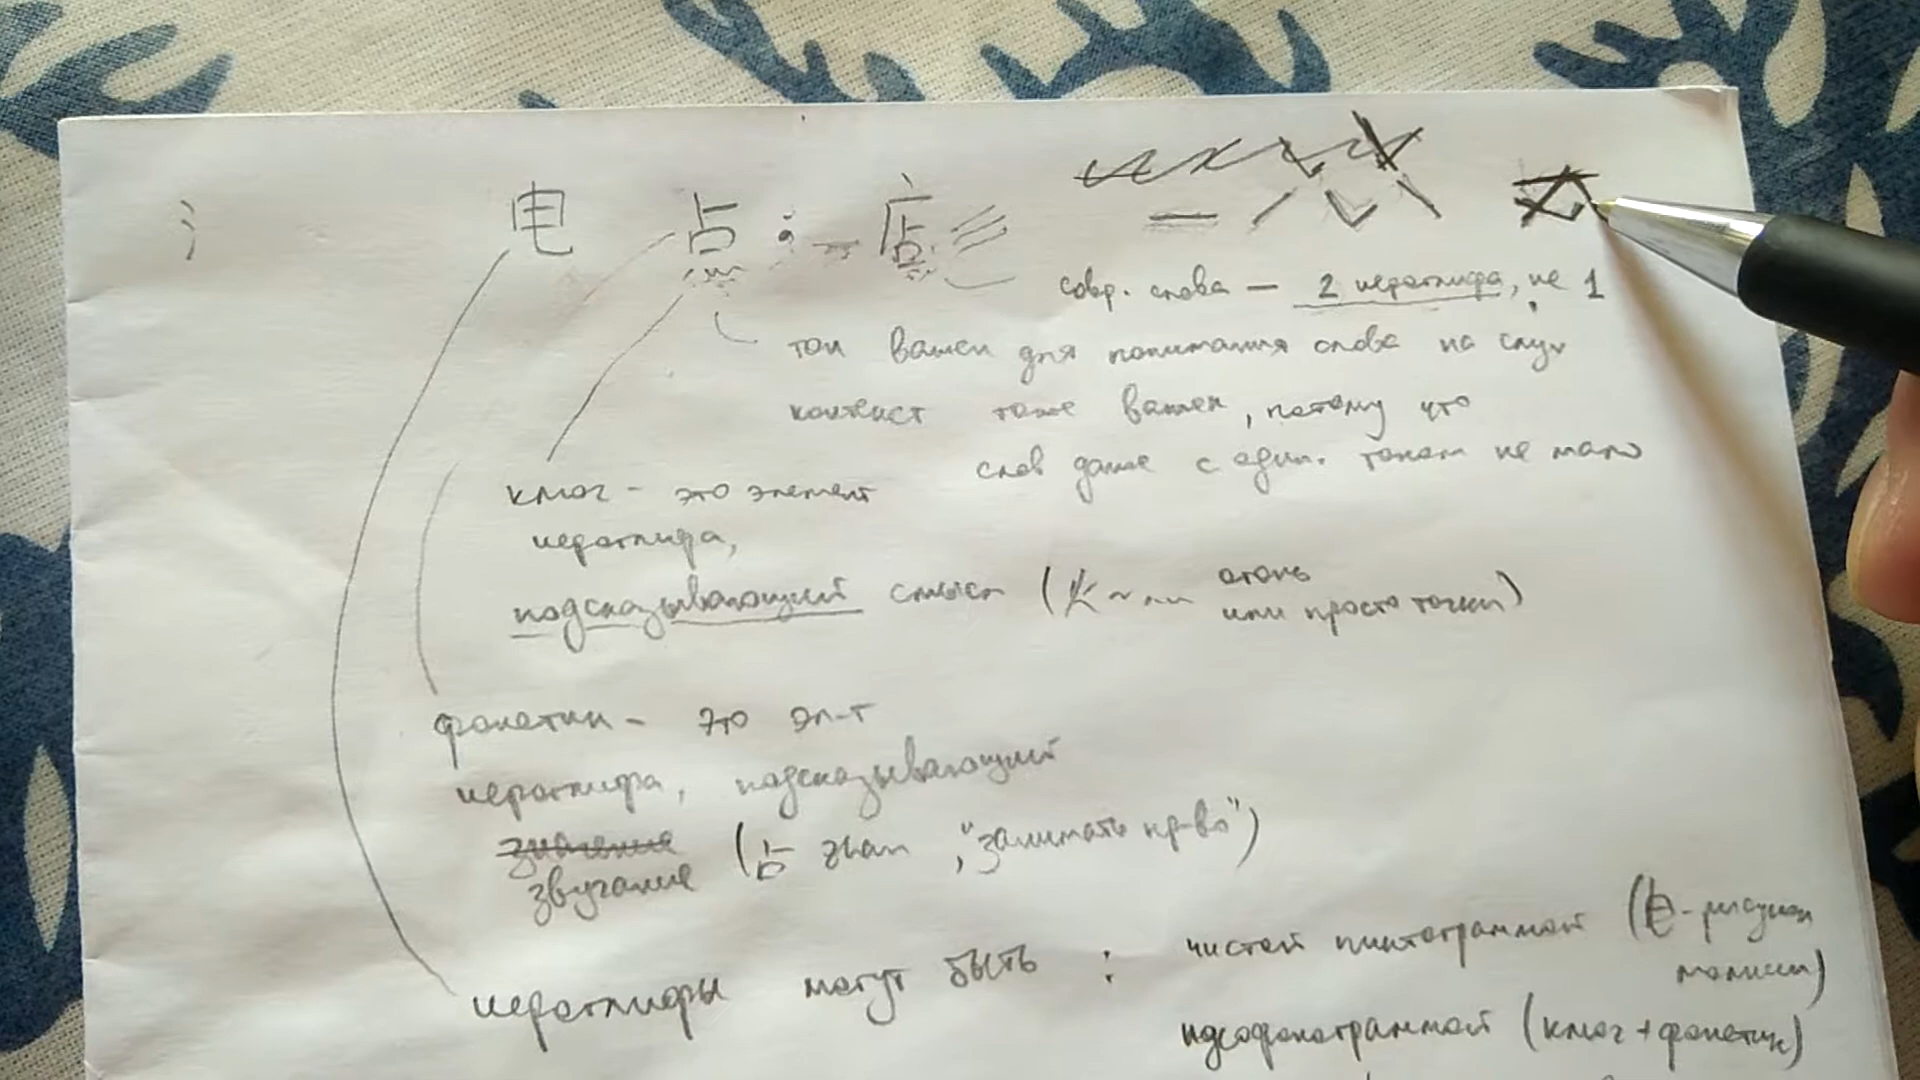 电 点 : 店
совр. слова — 2 иероглифа, не 1
тон важен для понимания слова на слух
контекст тоже важен, потому что
слов даже с один. тоном не мало
ключ - это элемент
иероглифа,
подсказывающий смысл (火 ~ 灬 огонь
или просто точки)
фонетик - это эл-т
иероглифа, подсказывающий
значение
звучание (占 zhan, "занимать пр-во")
иероглифы могут быть : чистой пиктограммой (电 - рисунок
молнии)
идеофонограммой (ключ + фонетик)